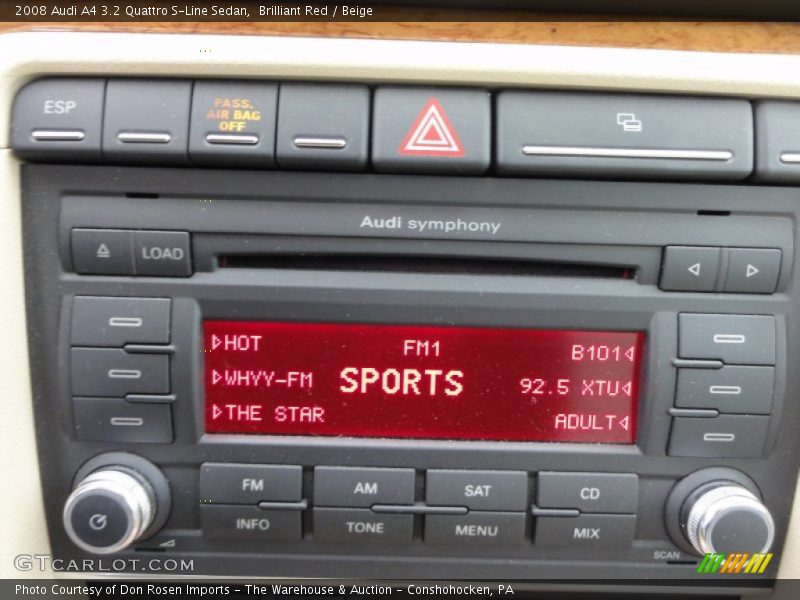 2008 Audi A4 3.2 Quattro S-Line Sedan,  Brilliant Red / Beige
ESP
PASS.
AIR BAG
OFF
Audi symphony
LOAD
HOT FM1 B101
WHYY-FM SPORTS 92.5 XTU
THE STAR ADULT
FM AM SAT CD
INFO TONE MENU MIX
SCAN
GTCARLOT.COM
Photo Courtesy of Don Rosen Imports - The Warehouse & Auction - Conshohocken, PA